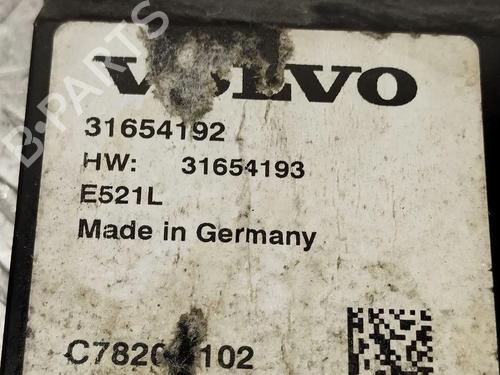 VOLVO
31654192
HW: 31654193
E521L
Made in Germany
B-PARTS